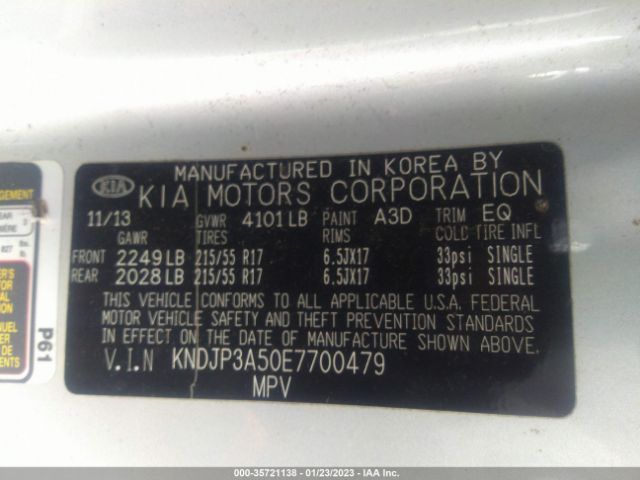 MANUFACTURED IN KOREA BY
KIA KIA MOTORS CORPORATION
11/13 GVWR 4101LB PAINT A3D TRIM EQ
GAWR TIRES RIMS COLD TIRE INFL
FRONT 2249LB 215/55 R17 6.5JX17 33psi SINGLE
REAR 2028LB 215/55 R17 6.5JX17 33psi SINGLE
THIS VEHICLE CONFORMS TO ALL APPLICABLE U.S.A. FEDERAL
MOTOR VEHICLE SAFETY AND THEFT PREVENTION STANDARDS
IN EFFECT ON THE DATE OF MANUFACTURE SHOWN ABOVE.
V.I.N KNDJP3A50E7700479
MPV
P61
000-35721138 - 01/23/2023 - IAA Inc.